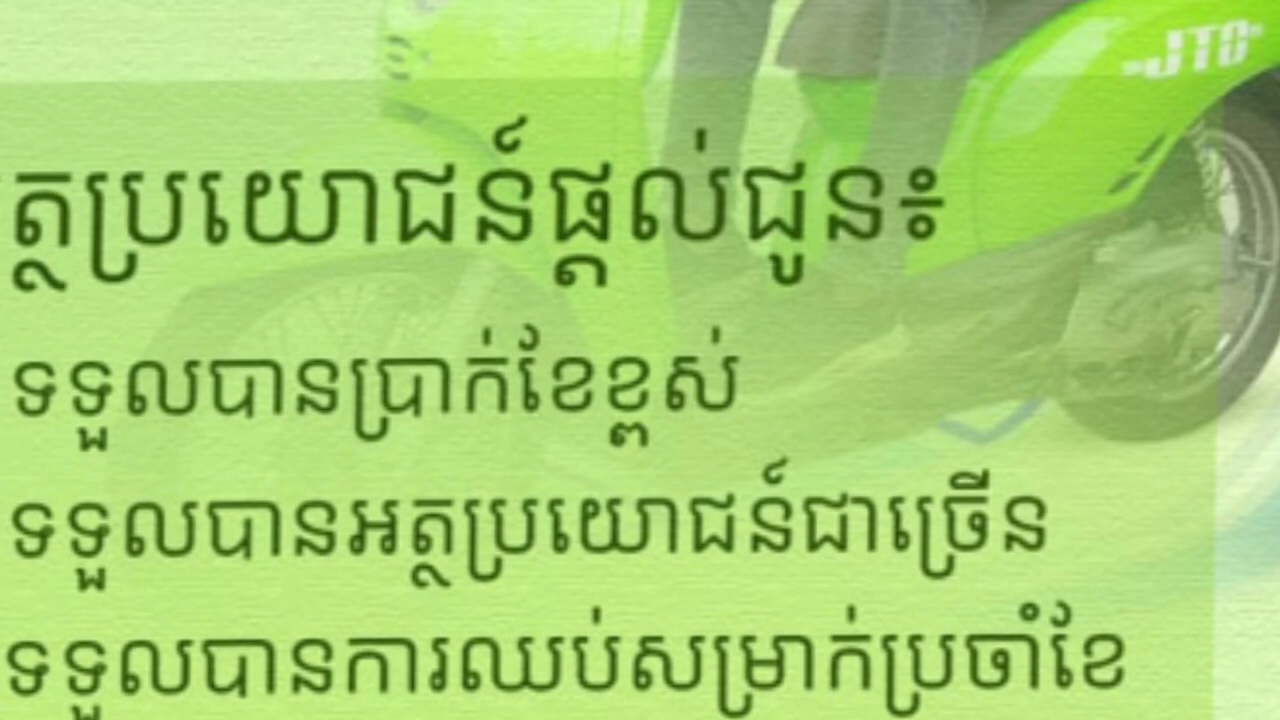 JTO
ត្ថប្រយោជន៍ផ្តល់ជូន៖
ទទួលបានប្រាក់ខែខ្ពស់
ទទួលបានអត្ថប្រយោជន៍ជាច្រើន
ទទួលបានការឈប់សម្រាក់ប្រចាំខែ